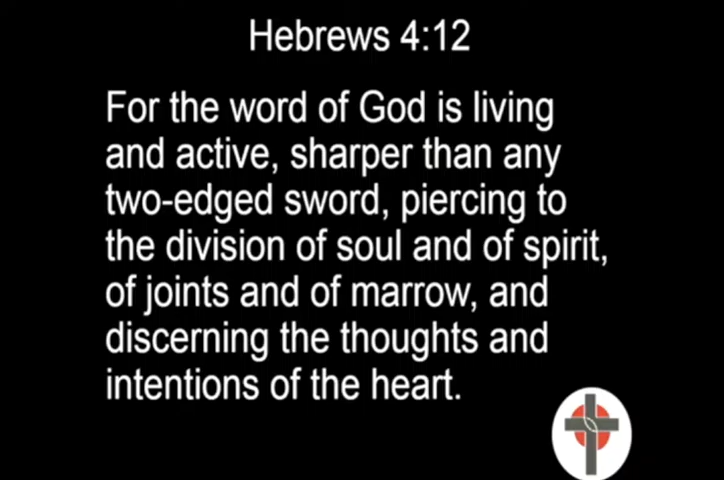 Hebrews 4:12
For the word of God is living
and active, sharper than any
two-edged sword, piercing to
the division of soul and of spirit,
of joints and of marrow, and
discerning the thoughts and
intentions of the heart.